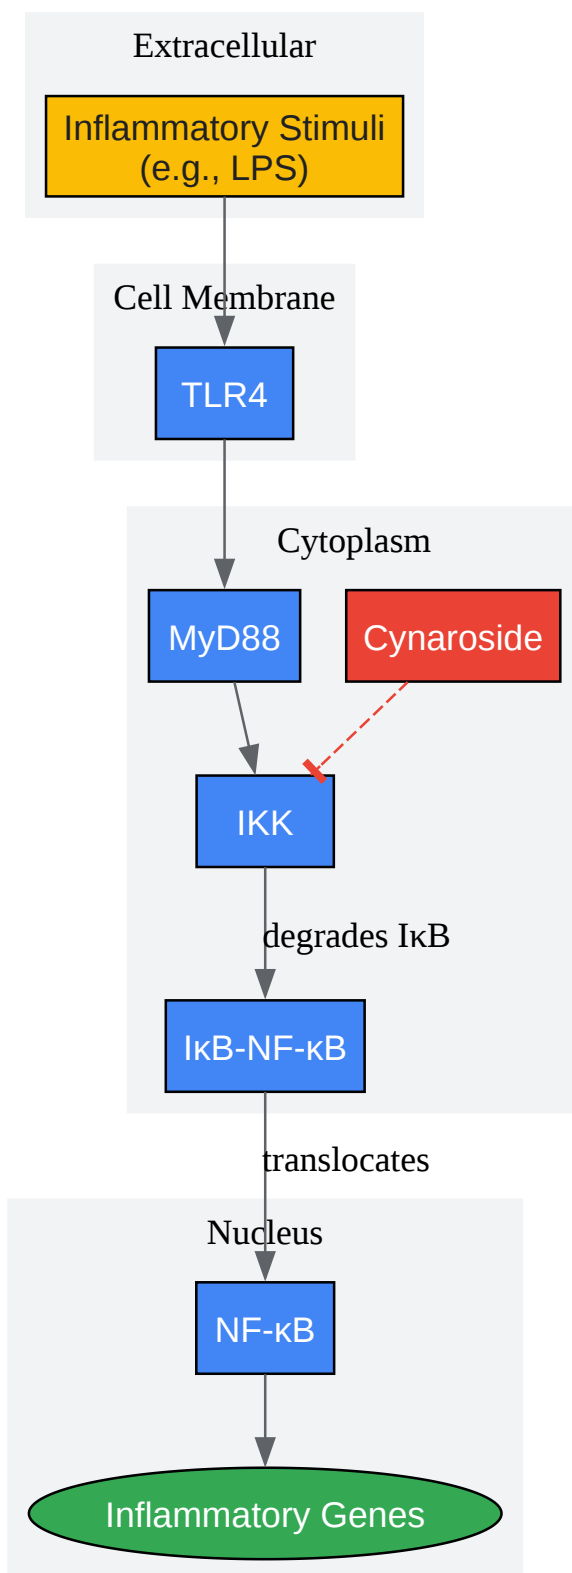 Extracellular
Inflammatory Stimuli
(e.g., LPS)
Cell Membrane
TLR4
Cytoplasm
MyD88
Cynaroside
IKK
degrades IκB
IκB-NF-κB
translocates
Nucleus
NF-κB
Inflammatory Genes